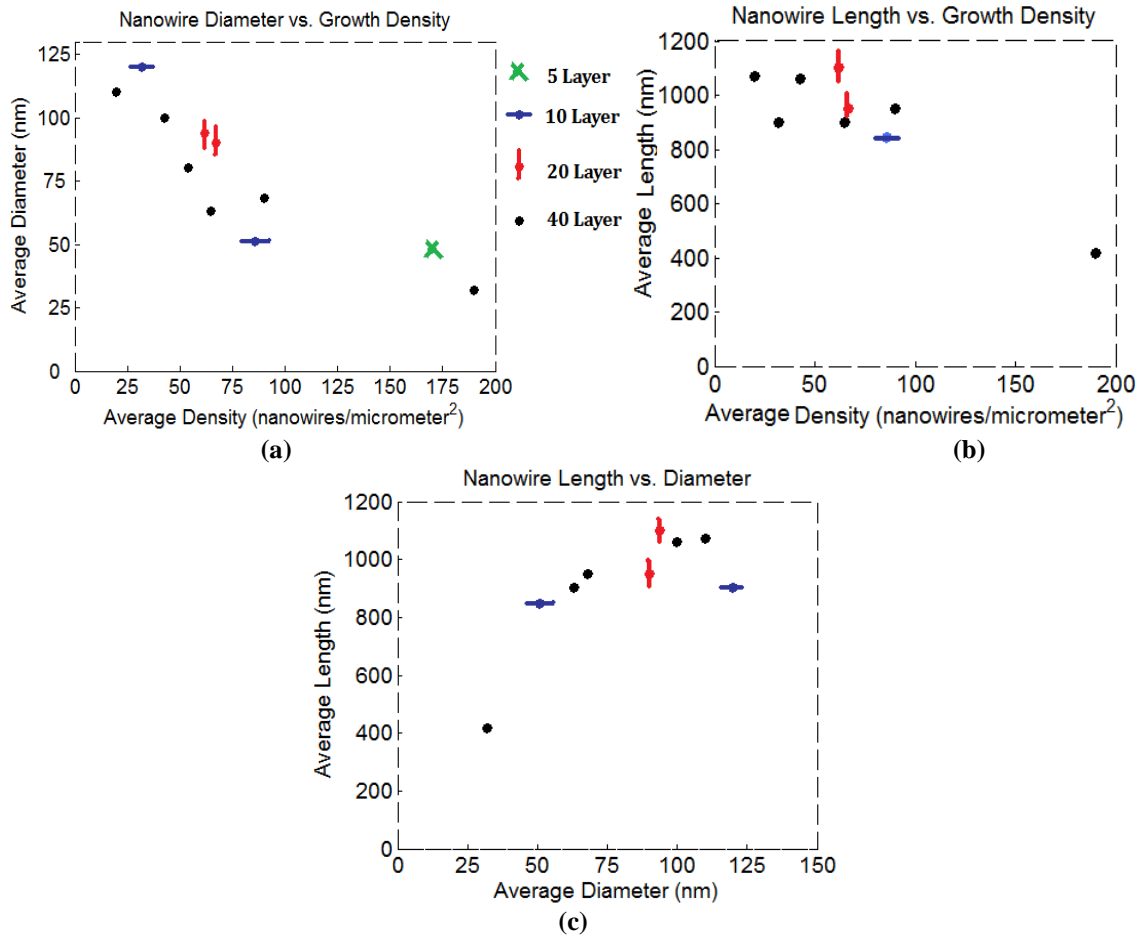 Nanowire Diameter vs. Growth Density
125
100
75
50
25
0
Average Diameter (nm)
0 25 50 75 100 125 150 175 200
Average Density (nanowires/micrometer²)
(a)
5 Layer
10 Layer
20 Layer
40 Layer
Nanowire Length vs. Growth Density
1200
1000
800
600
400
200
0
Average Length (nm)
0 50 100 150 200
Average Density (nanowires/micrometer²)
(b)
Nanowire Length vs. Diameter
1200
1000
800
600
400
200
0
Average Length (nm)
0 25 50 75 100 125 150
Average Diameter (nm)
(c)